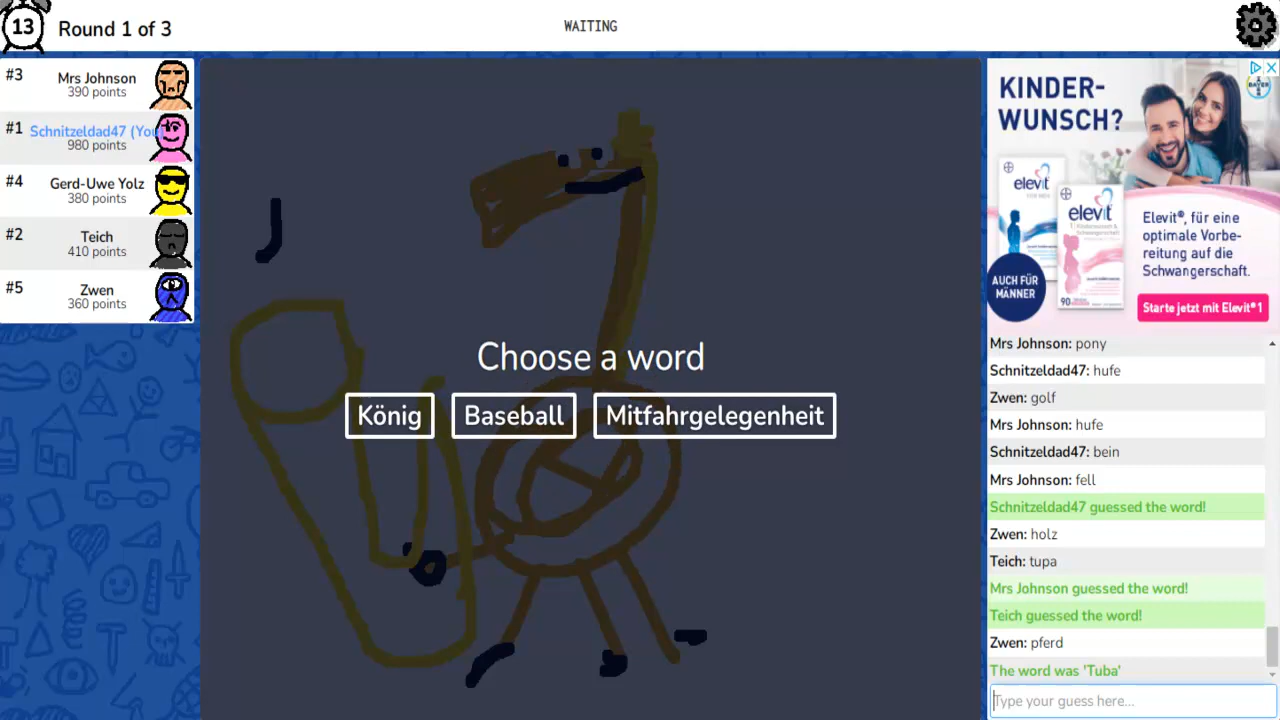 13
Round 1 of 3
WAITING
#3
Mrs Johnson
390 points
#1
Schnitzeldad47 (You)
980 points
#4
Gerd-Uwe Yolz
380 points
#2
Teich
410 points
#5
Zwen
360 points
Choose a word
König
Baseball
Mitfahrgelegenheit
KINDER-
WUNSCH?
BAYER
elevit
FOR MEN
elevit
90
AUCH FÜR
MÄNNER
Elevit®, für eine
optimale Vorbe-
reitung auf die
Schwangerschaft.
Starte jetzt mit Elevit®1
Mrs Johnson: pony
Schnitzeldad47: hufe
Zwen: golf
Mrs Johnson: hufe
Schnitzeldad47: bein
Mrs Johnson: fell
Schnitzeldad47 guessed the word!
Zwen: holz
Teich: tupa
Mrs Johnson guessed the word!
Teich guessed the word!
Zwen: pferd
The word was 'Tuba'
Type your guess here...